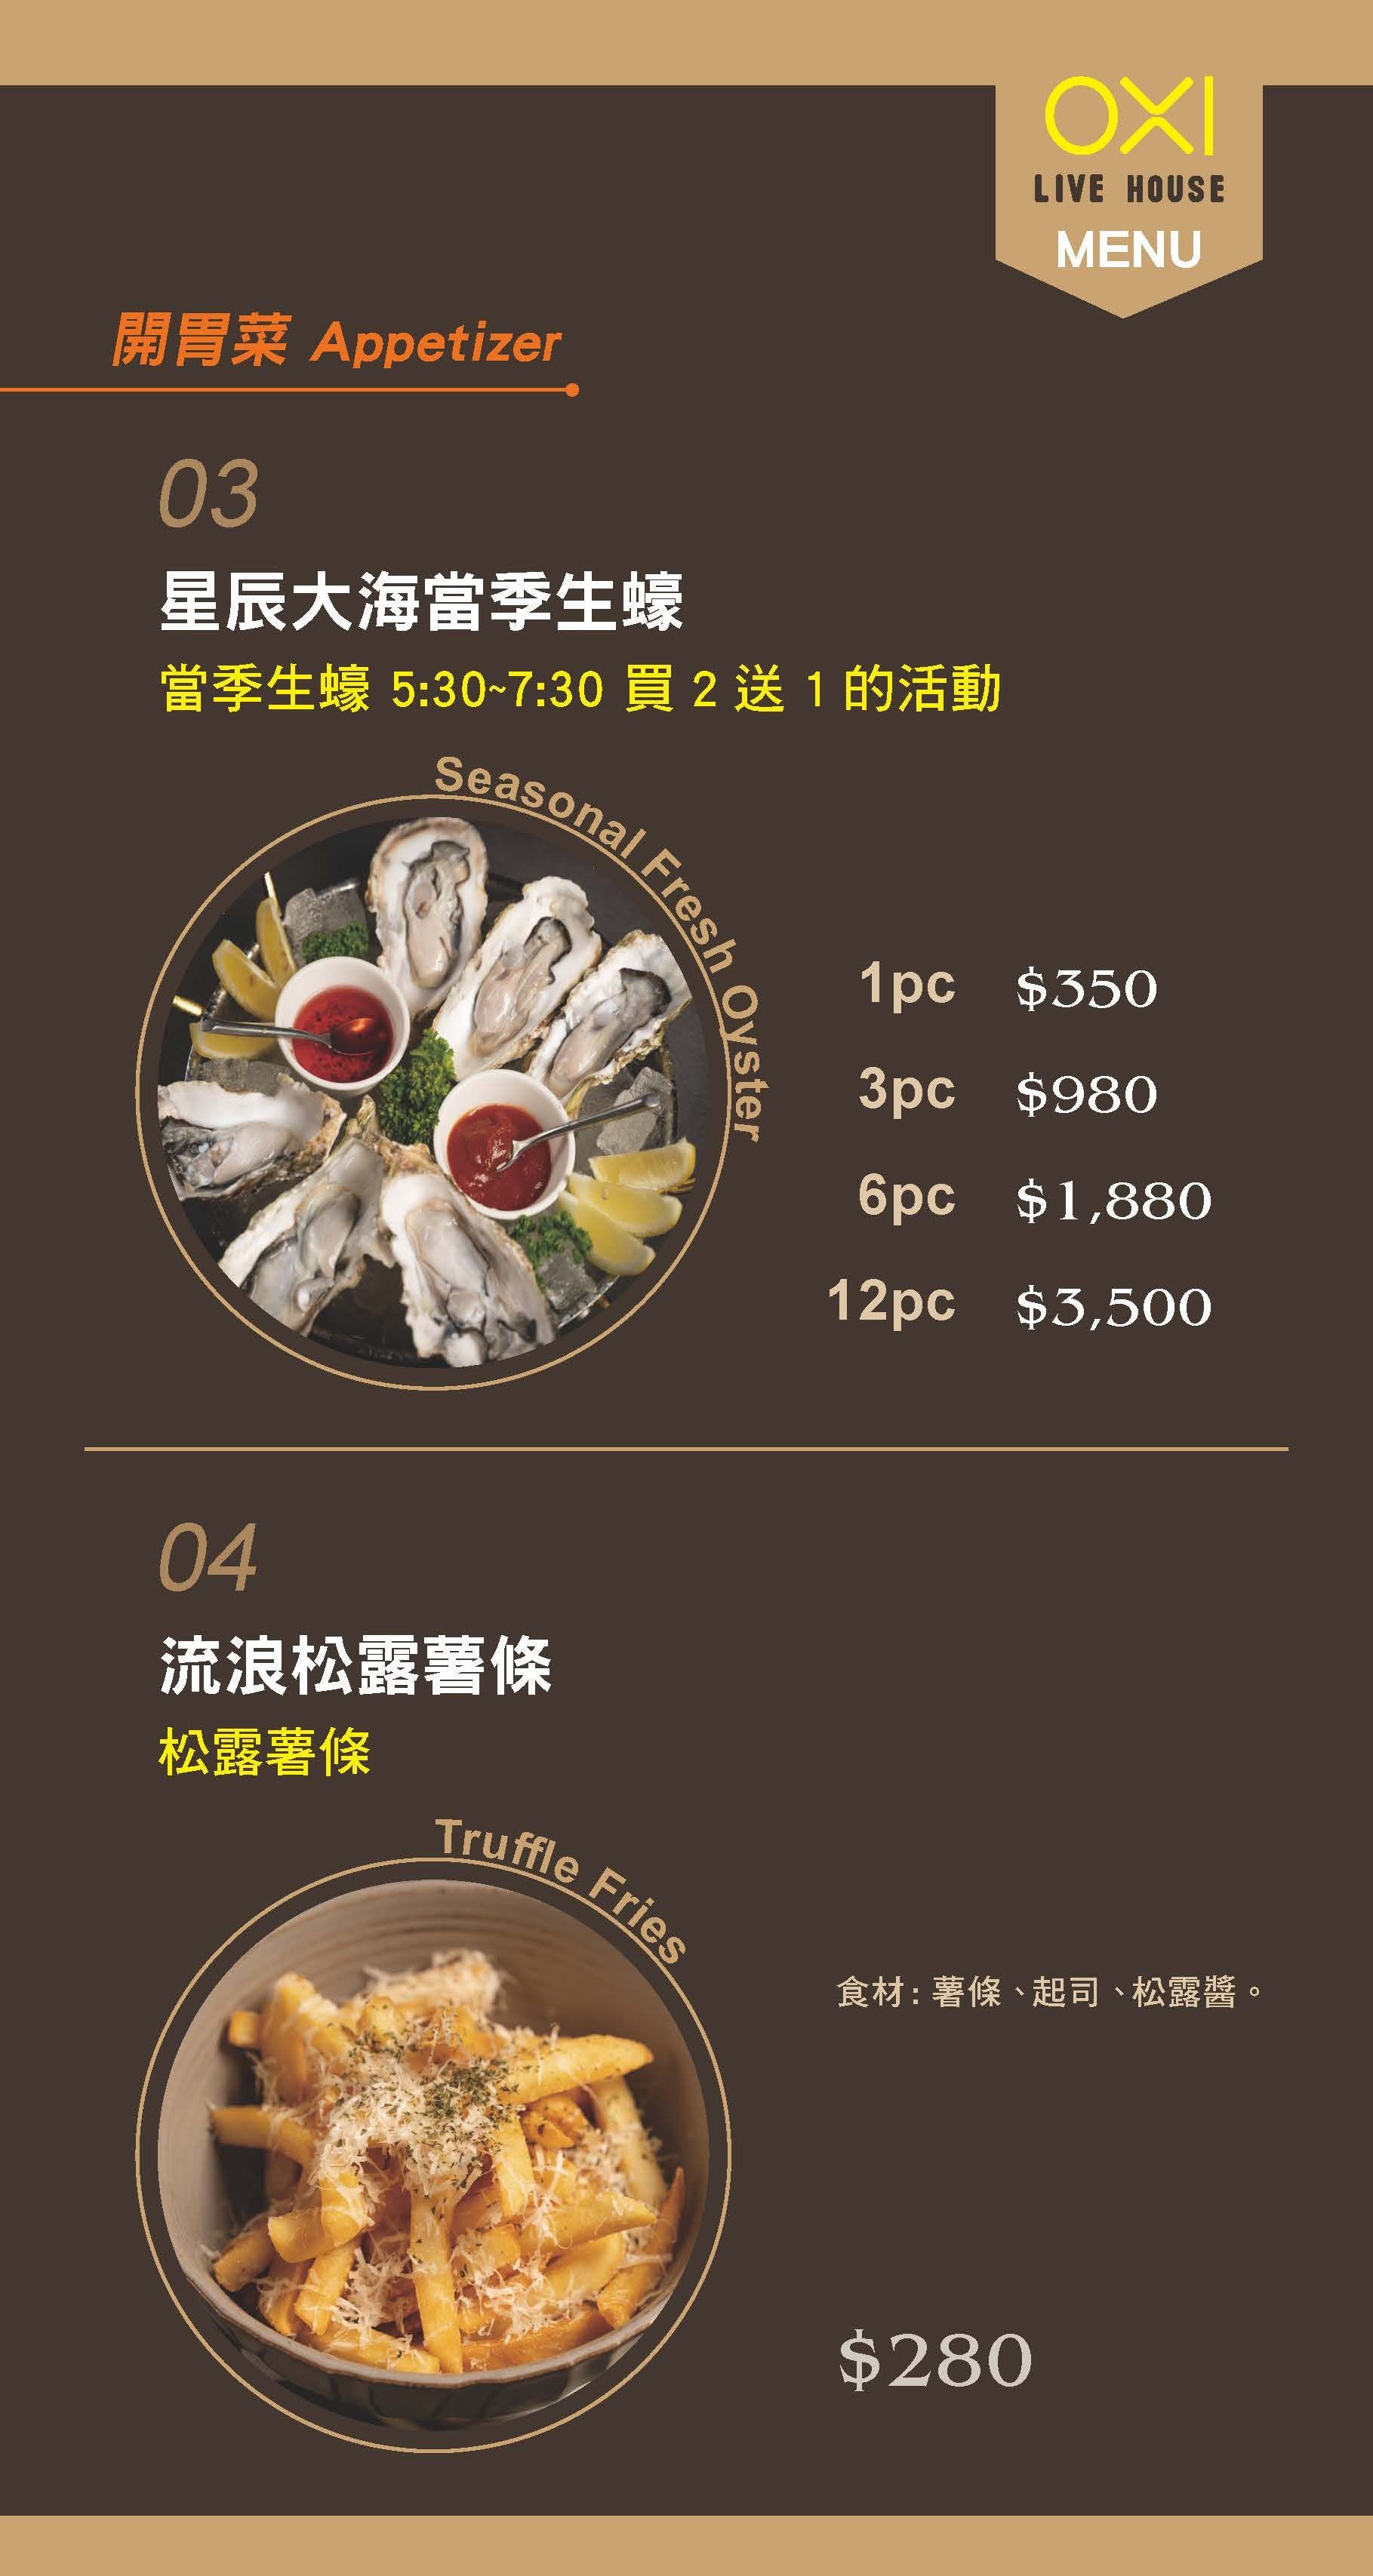 OXI
LIVE HOUSE
MENU
開胃菜 Appetizer
03
星辰大海當季生蠔
當季生蠔 5:30~7:30 買 2 送 1 的活動
Seasonal Fresh Oyster
1pc $350
3pc $980
6pc $1,880
12pc $3,500
04
流浪松露薯條
松露薯條
Truffle Fries
食材: 薯條、起司、松露醬。
$280